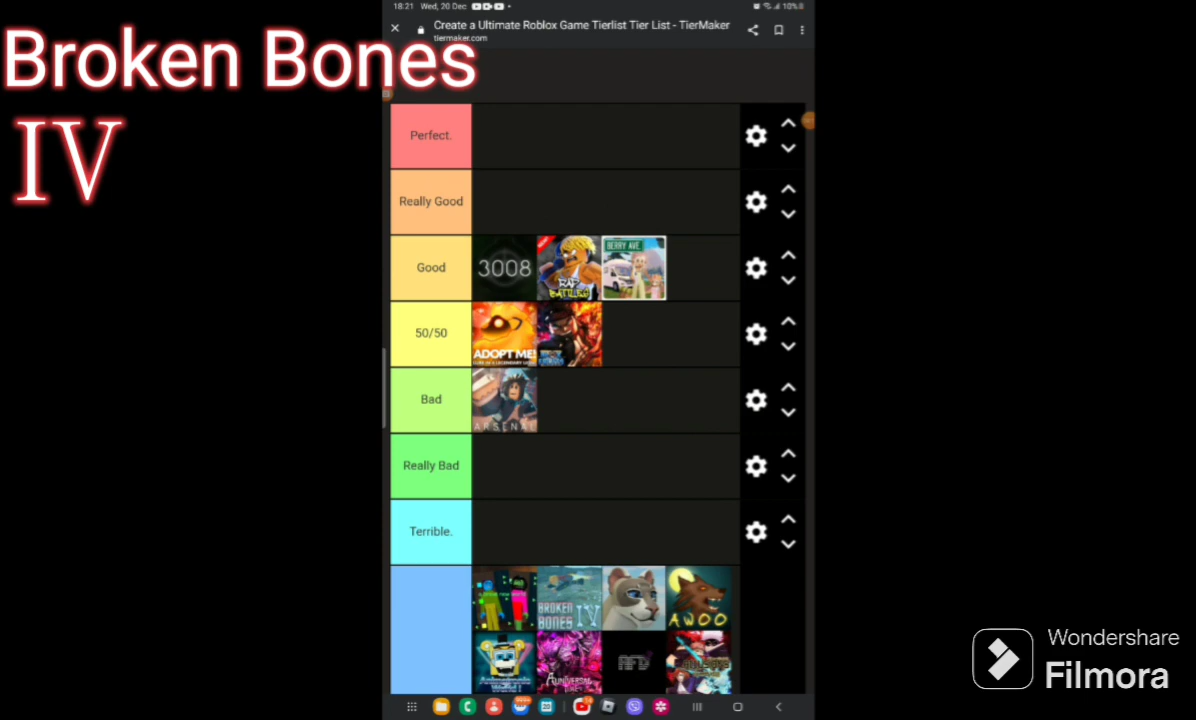 Broken Bones
IV
18:21 Wed, 20 Dec
10%
Create a Ultimate Roblox Game Tierlist Tier List - TierMaker
tiermaker.com
Perfect.
Really Good
Good
3008
RAP
BATTLES
BERRY AVE
50/50
ADOPT ME!
Bad
ARSENAL
Really Bad
Terrible.
BROKEN
BONES IV
AWOO
Wondershare
Filmora